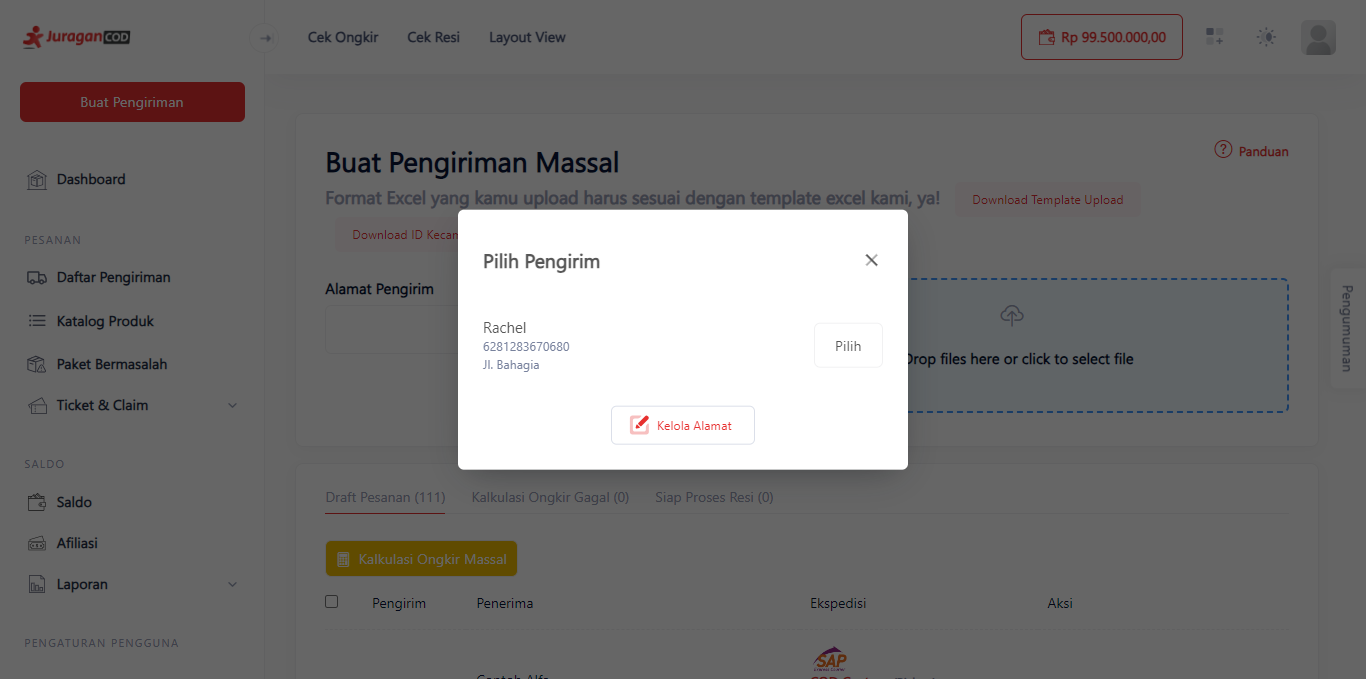 JuraganCOD
Cek Ongkir
Cek Resi
Layout View
Rp 99.500.000,00
Buat Pengiriman
Dashboard
PESANAN
Daftar Pengiriman
Katalog Produk
Paket Bermasalah
Ticket & Claim
SALDO
Saldo
Afiliasi
Laporan
PENGATURAN PENGGUNA
Buat Pengiriman Massal
Panduan
Format Excel yang kamu upload harus sesuai dengan template excel kami, ya!
Download Template Upload
Download ID
Alamat Pengirim
Drop files here or click to select file
Pengumuman
Pilih Pengirim
Rachel
6281283670680
Jl. Bahagia
Pilih
Kelola Alamat
Draft Pesanan (111)
Kalkulasi Ongkir Gagal (0)
Siap Proses Resi (0)
Kalkulasi Ongkir Massal
Pengirim
Penerima
Ekspedisi
Aksi
SAP